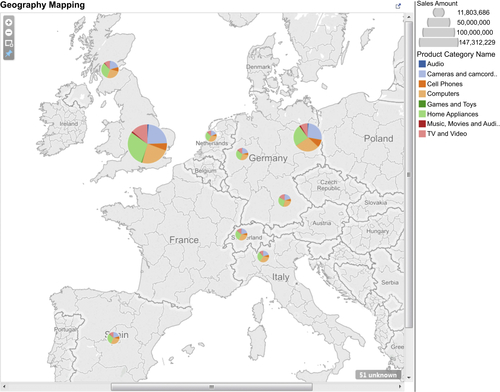 Geography Mapping
Sales Amount
11,803,686
50,000,000
100,000,000
147,312,229
Product Category Name
Audio
Cameras and camcord..
Cell Phones
Computers
Games and Toys
Home Appliances
Music, Movies and Audi..
TV and Video
Denmark
Ireland
Netherlands
Poland
Germany
Belgium
Czech
Republic
Slovakia
Austria
France
Hungary
Italy
Serbia
Portugal
Spain
Gree
51 unknown